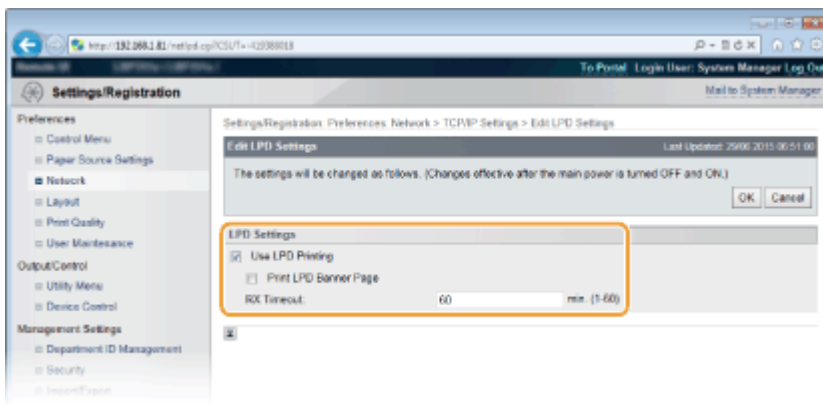 http://192.168.1.81/netlpd.cgi?CSUT=-419388018
To Portal Login User: System Manager Log Ou
Settings/Registration
Mail to System Manager
Preferences
Control Menu
Paper Source Settings
Network
Layout
Print Quality
User Maintenance
Output/Control
Utility Menu
Device Control
Management Settings
Department ID Management
Security
Import/Export
Settings/Registration: Preferences: Network > TCP/IP Settings > Edit LPD Settings
Edit LPD Settings
Last Updated: 29/06 2015 06:51:00
The settings will be changed as follows. (Changes effective after the main power is turned OFF and ON.)
OK Cancel
LPD Settings
Use LPD Printing
Print LPD Banner Page
RX Timeout: 60 min. (1-60)